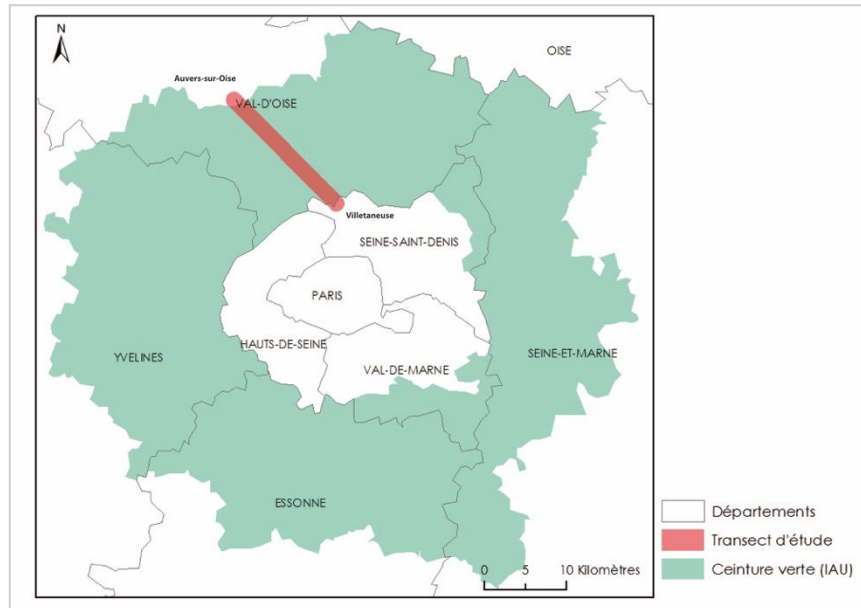 N
OISE
Auvers-sur-Oise
VAL-D'OISE
Villetaneuse
SEINE-SAINT-DENIS
PARIS
HAUTS-DE-SEINE
YVELINES
SEINE-ET-MARNE
VAL-DE-MARNE
ESSONNE
0 5 10 Kilomètres
Départements
Transect d'étude
Ceinture verte (IAU)